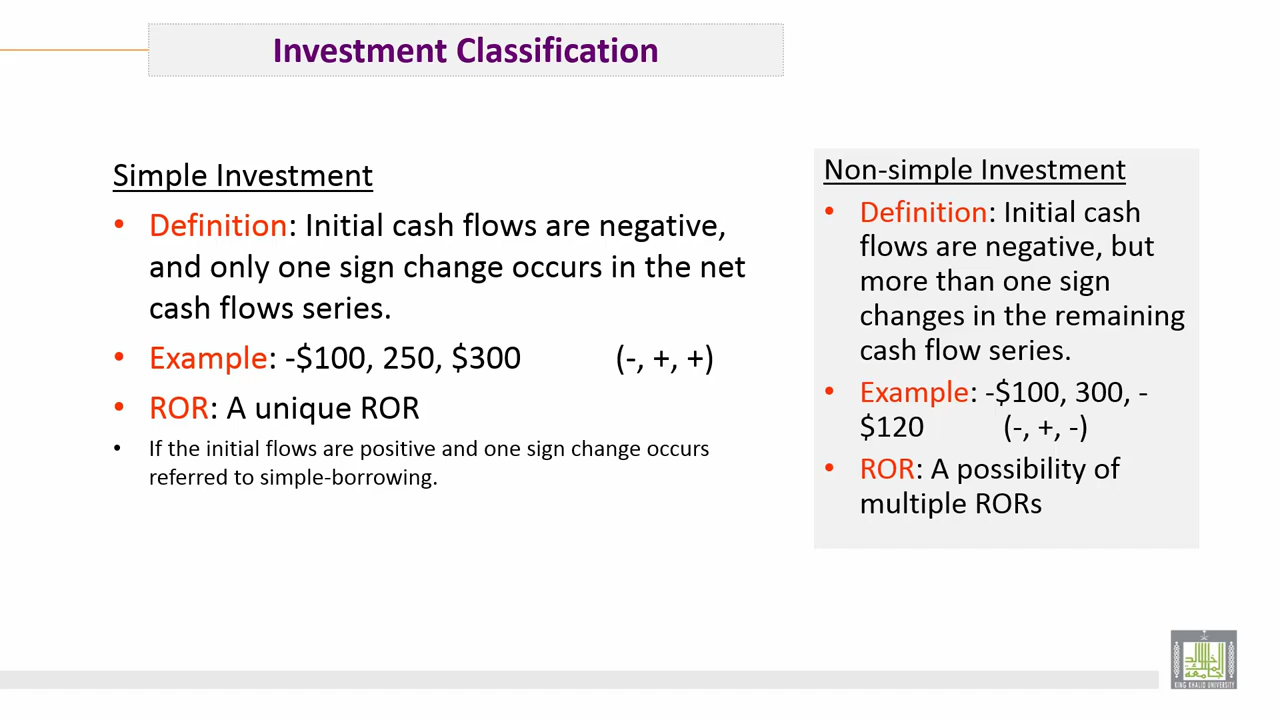 Investment Classification
Simple Investment
• Definition: Initial cash flows are negative,
and only one sign change occurs in the net
cash flows series.
• Example: -$100, 250, $300 (-, +, +)
• ROR: A unique ROR
• If the initial flows are positive and one sign change occurs
referred to simple-borrowing.
Non-simple Investment
• Definition: Initial cash
flows are negative, but
more than one sign
changes in the remaining
cash flow series.
• Example: -$100, 300, -
$120 (-, +, -)
• ROR: A possibility of
multiple RORs
KING KHALID UNIVERSITY